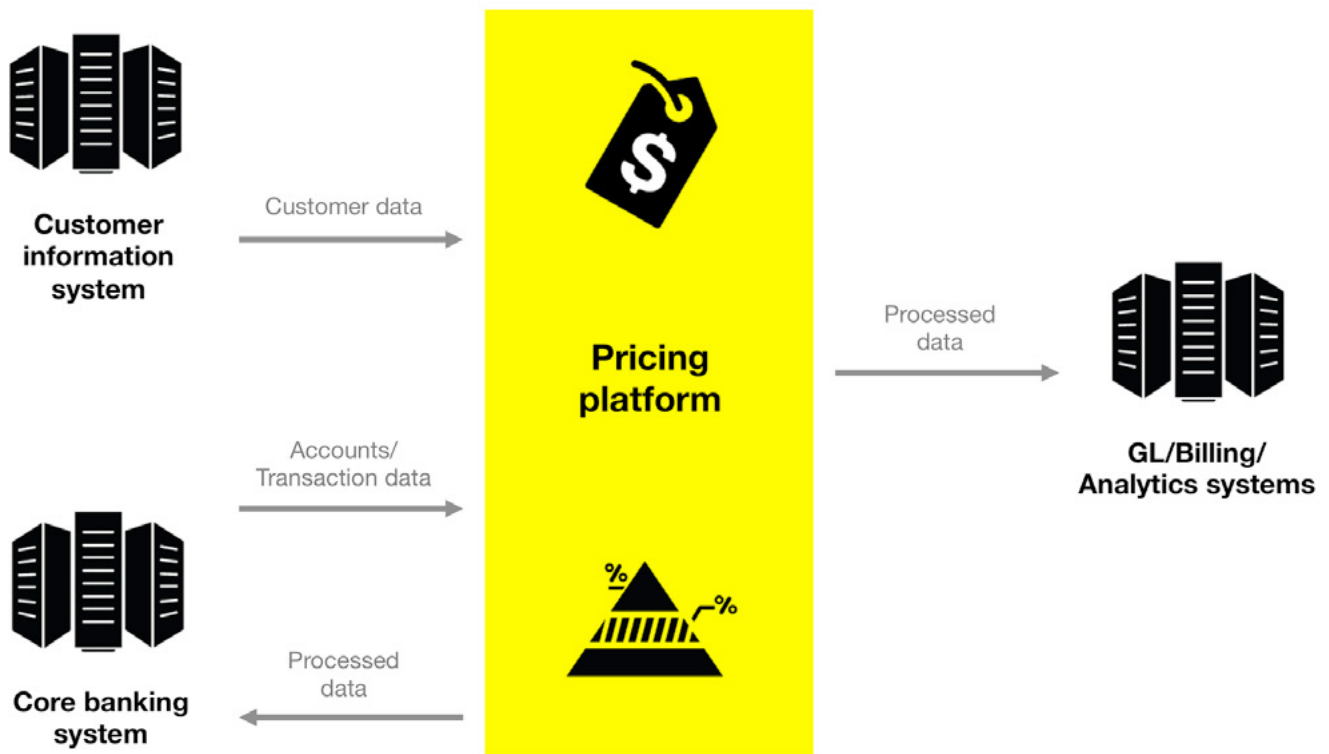 Customer
information
system
Customer data
$
Pricing
platform
Processed
data
GL/Billing/
Analytics systems
Accounts/
Transaction data
%
%
Processed
data
Core banking
system